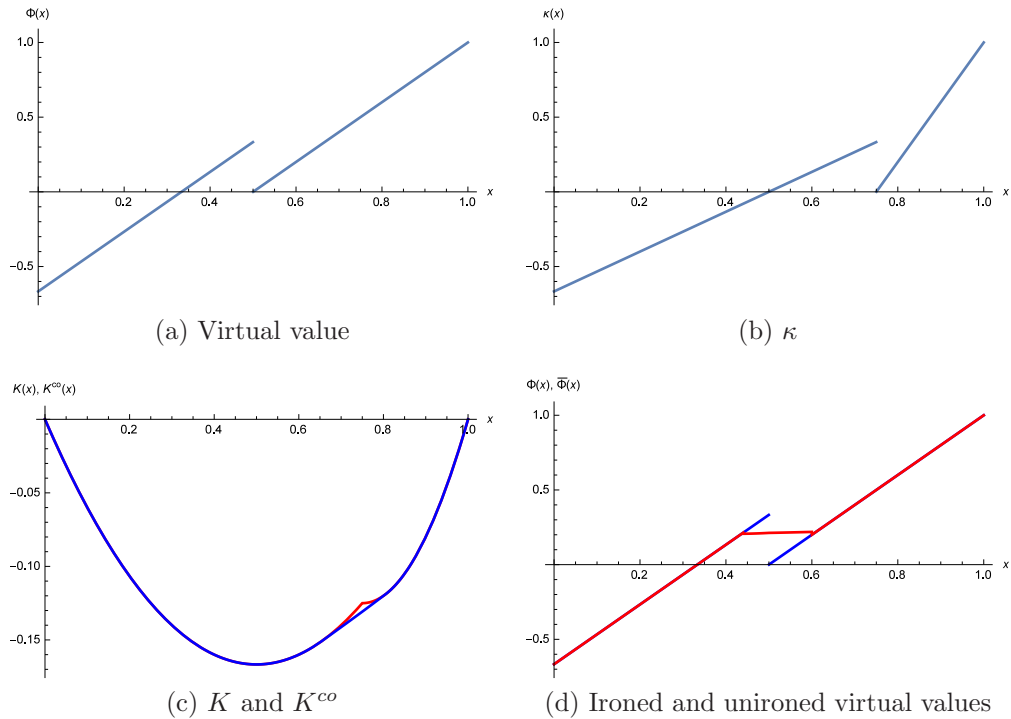 Φ(x)
1.0
0.5
-0.5
0.2
0.4
0.6
0.8
1.0
x
(a) Virtual value
κ(x)
1.0
0.5
-0.5
0.2
0.4
0.6
0.8
1.0
x
(b) κ
K(x), K^co(x)
0.2
0.4
0.6
0.8
1.0
x
-0.05
-0.10
-0.15
(c) K and K^co
Φ(x), Φ̅(x)
1.0
0.5
-0.5
0.2
0.4
0.6
0.8
1.0
x
(d) Ironed and unironed virtual values